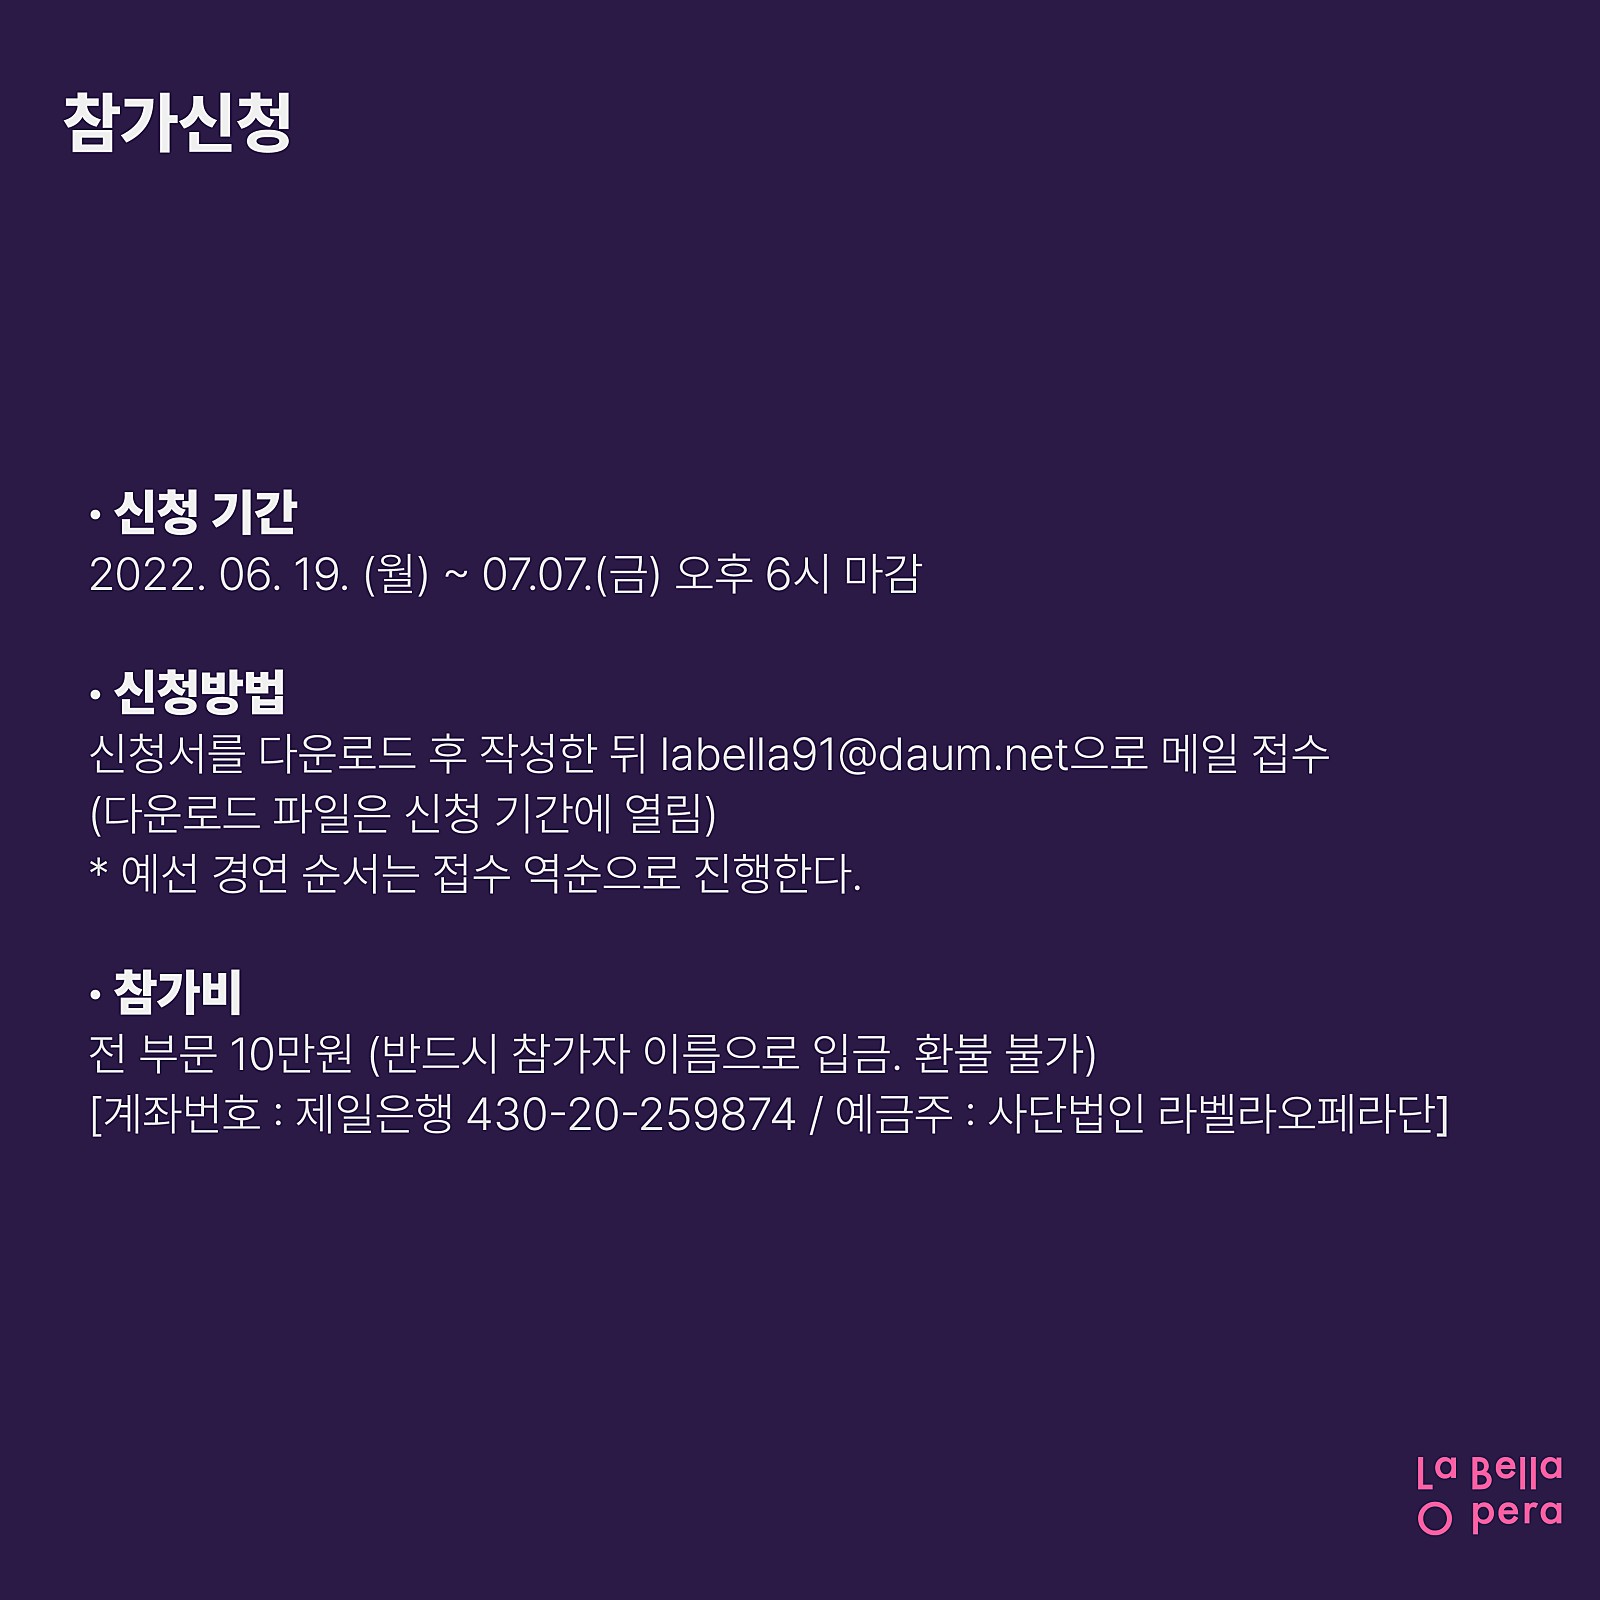 참가신청
· 신청 기간
2022. 06. 19. (월) ~ 07.07.(금) 오후 6시 마감
· 신청방법
신청서를 다운로드 후 작성한 뒤 labella91@daum.net으로 메일 접수
(다운로드 파일은 신청 기간에 열림)
* 예선 경연 순서는 접수 역순으로 진행한다.
· 참가비
전 부문 10만원 (반드시 참가자 이름으로 입금. 환불 불가)
[계좌번호 : 제일은행 430-20-259874 / 예금주 : 사단법인 라벨라오페라단]
La Bella
Opera